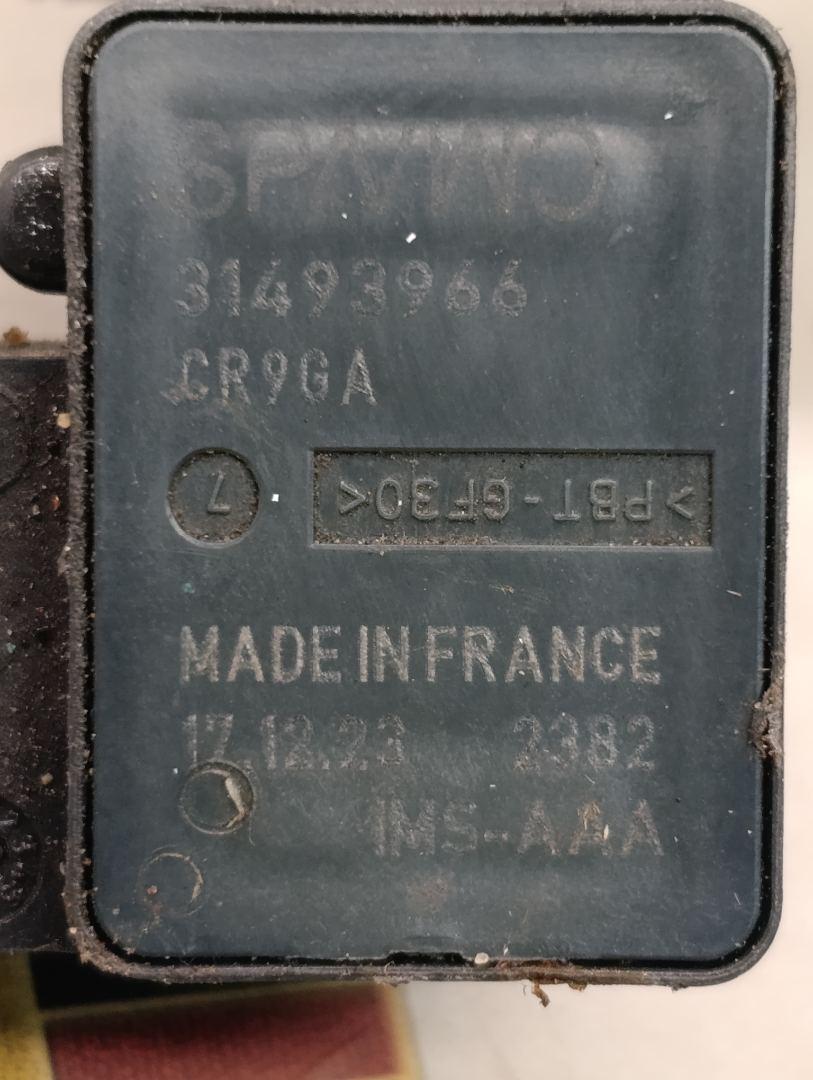 31493966
CR9GA
7
>PBT-GF30<
MADE IN FRANCE
17.12.23 2382
IMS-AAA